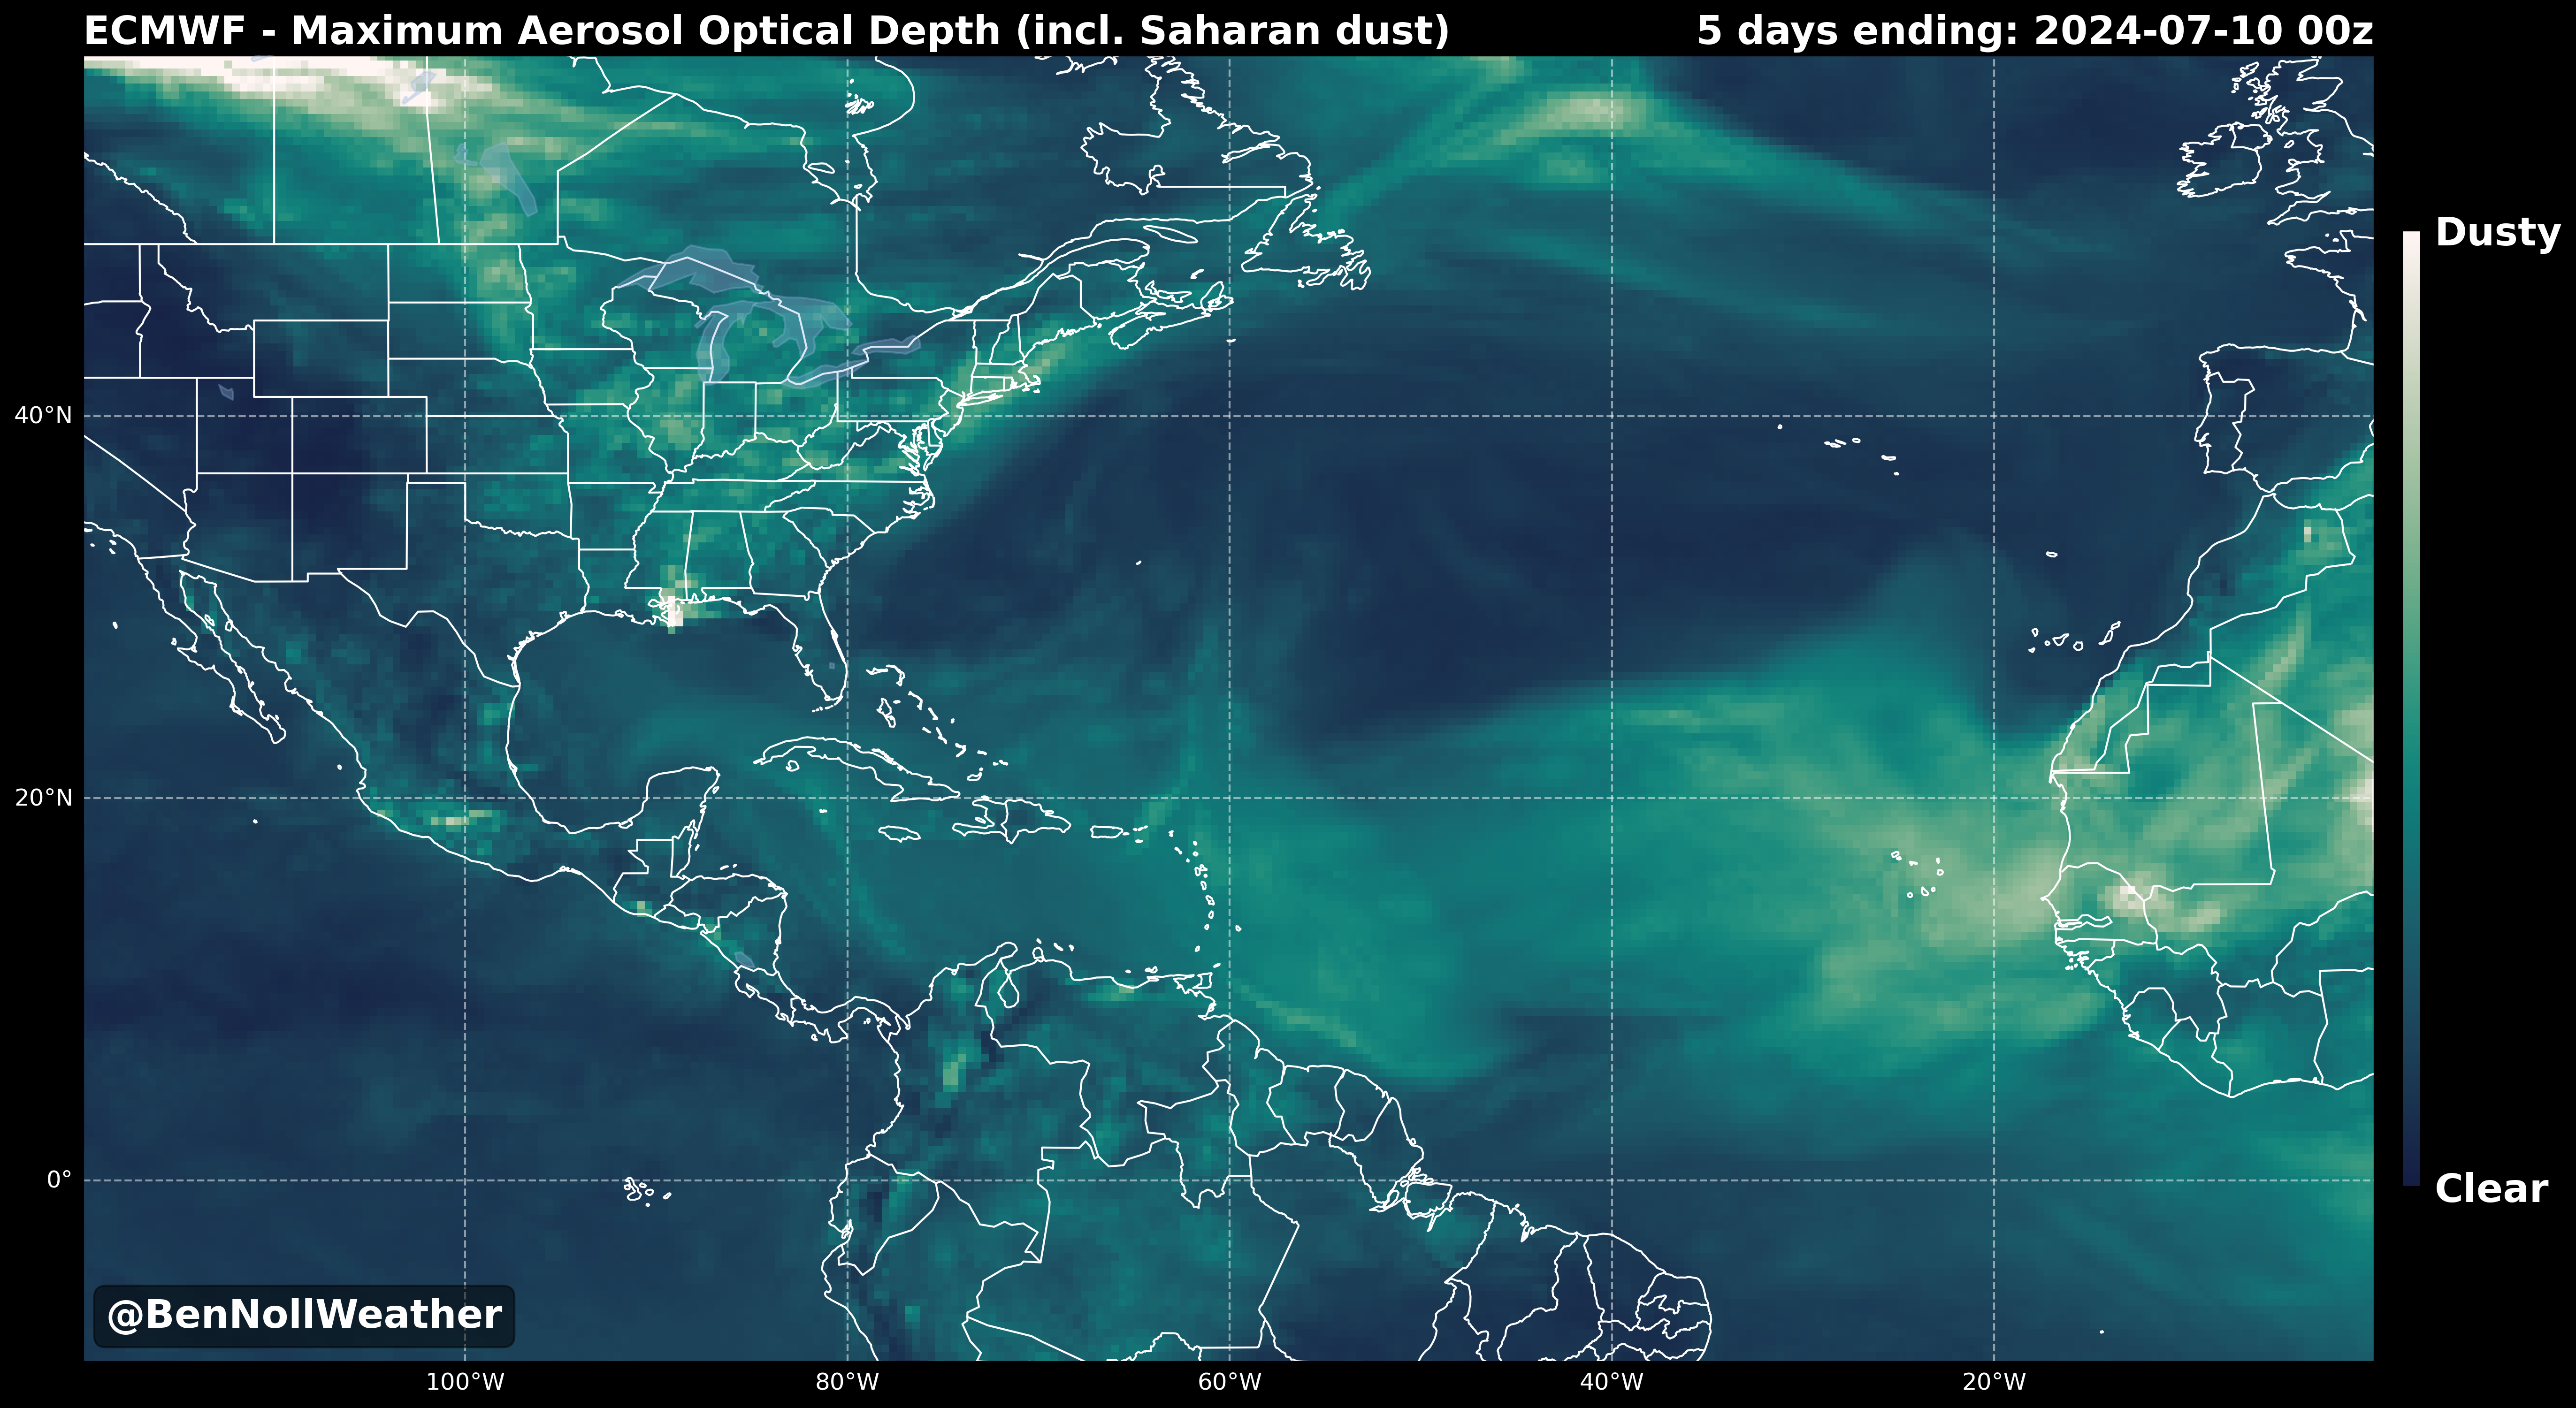 ECMWF - Maximum Aerosol Optical Depth (incl. Saharan dust) 5 days ending: 2024-07-10 00z
Dusty
40°N
20°N
0°
Clear
@BenNollWeather
100°W 80°W 60°W 40°W 20°W